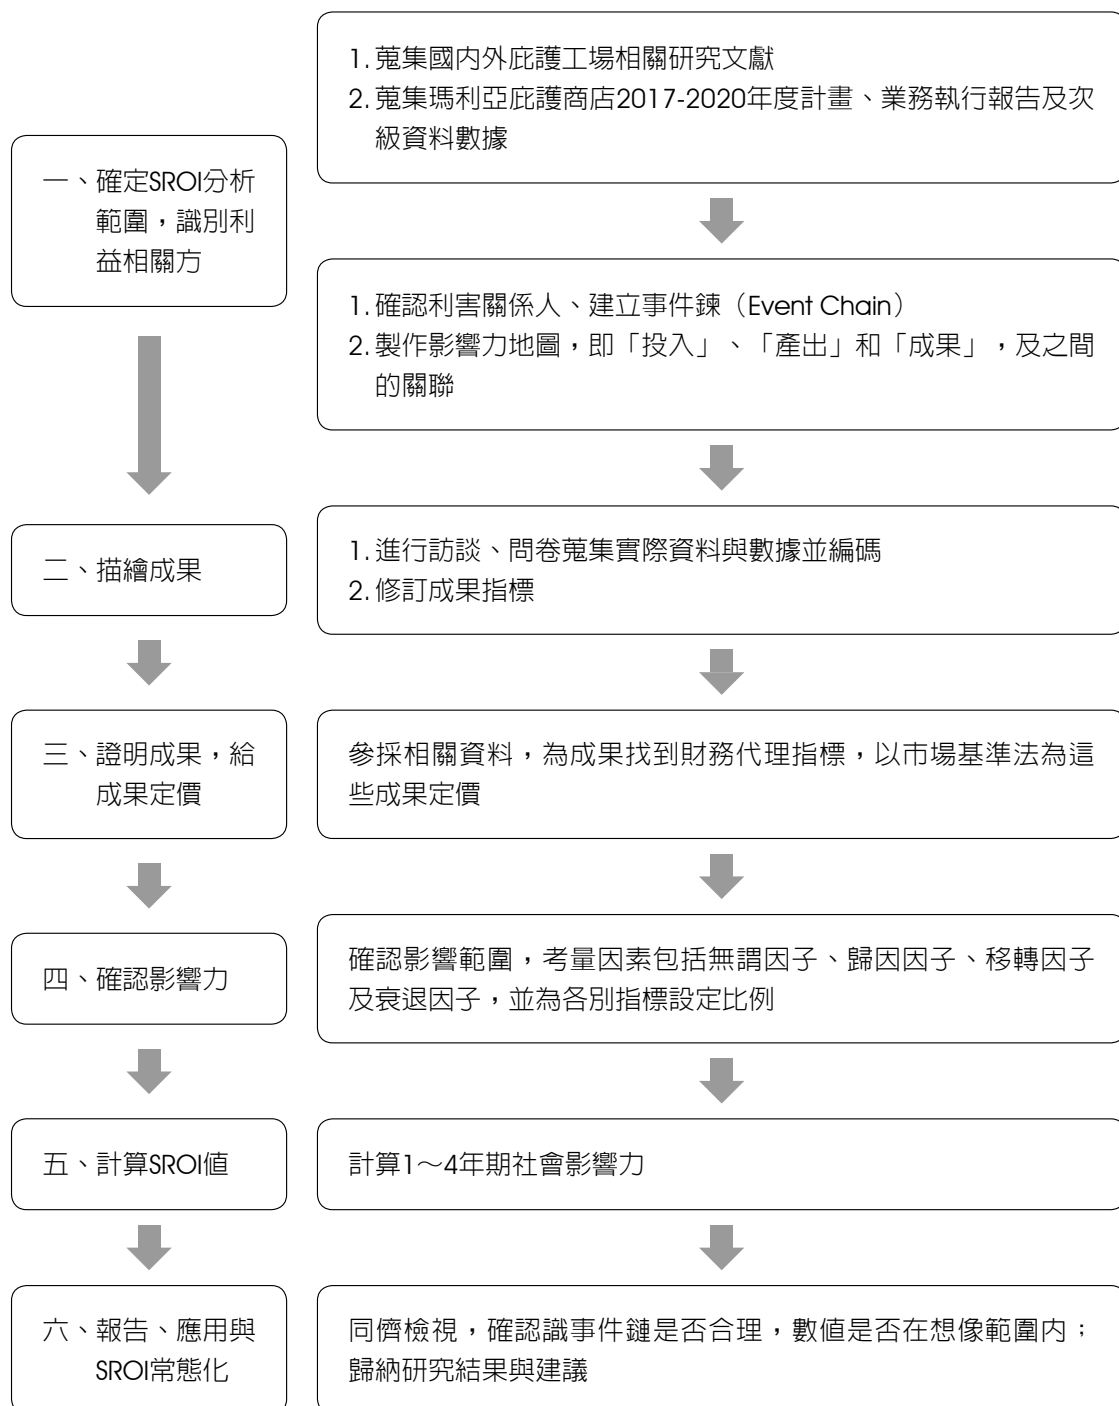 1. 蒐集國內外庇護工場相關研究文獻
2. 蒐集瑪利亞庇護商店2017-2020年度計畫、業務執行報告及次
級資料數據
一、確定SROI分析
範圍，識別利
益相關方
1. 確認利害關係人、建立事件鍊（Event Chain）
2. 製作影響力地圖，即「投入」、「產出」和「成果」，及之間
的關聯
二、描繪成果
1. 進行訪談、問卷蒐集實際資料與數據並編碼
2. 修訂成果指標
三、證明成果，給
成果定價
參採相關資料，為成果找到財務代理指標，以市場基準法為這
些成果定價
四、確認影響力
確認影響範圍，考量因素包括無謂因子、歸因因子、移轉因子
及衰退因子，並為各別指標設定比例
五、計算SROI值
計算1～4年期社會影響力
六、報告、應用與
SROI常態化
同儕檢視，確認識事件鏈是否合理，數值是否在想像範圍內；
歸納研究結果與建議